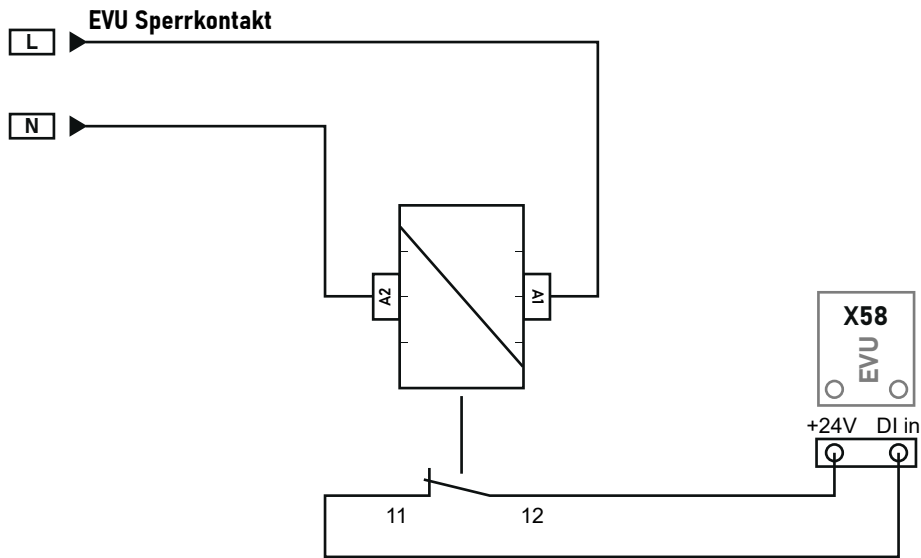 EVU Sperrkontakt
L
N
A2
A1
X58
EVU
+24V DI in
11 12